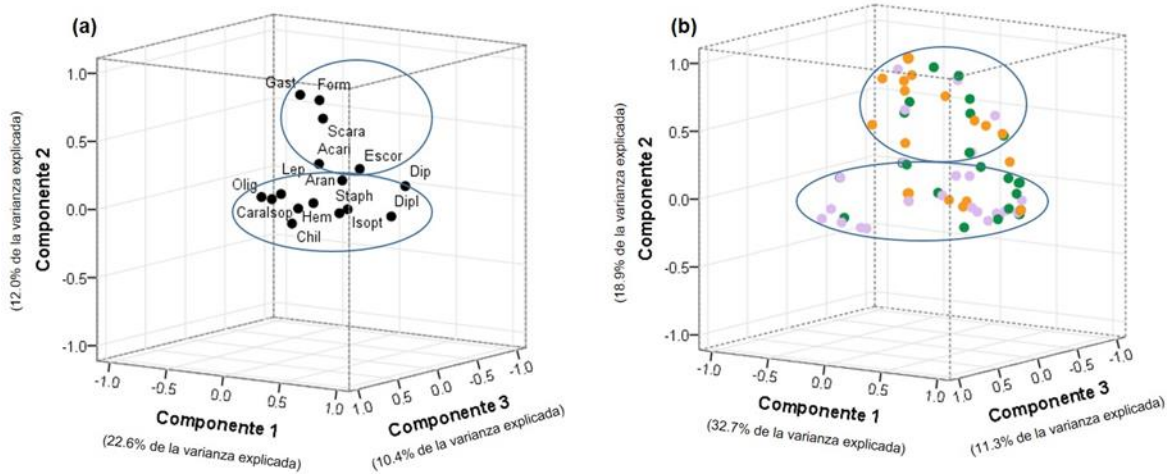 (a)
1.0
0.5
0.0
-0.5
-1.0
Componente 2
(12.0% de la varianza explicada)
Gast
Form
Scara
Acari
Escor
Lep
Aran
Dip
Olig
Staph
Dipl
CaraIsop
Hem
Isopt
Chil
-1.0
-0.5
0.0
0.5
1.0
Componente 1
(22.6% de la varianza explicada)
1.0
0.5
0.0
-0.5
-1.0
Componente 3
(10.4% de la varianza explicada)
(b)
1.0
0.5
0.0
-0.5
-1.0
Componente 2
(18.9% de la varianza explicada)
-1.0
-0.5
0.0
0.5
1.0
Componente 1
(32.7% de la varianza explicada)
1.0
0.5
0.0
-0.5
-1.0
Componente 3
(11.3% de la varianza explicada)